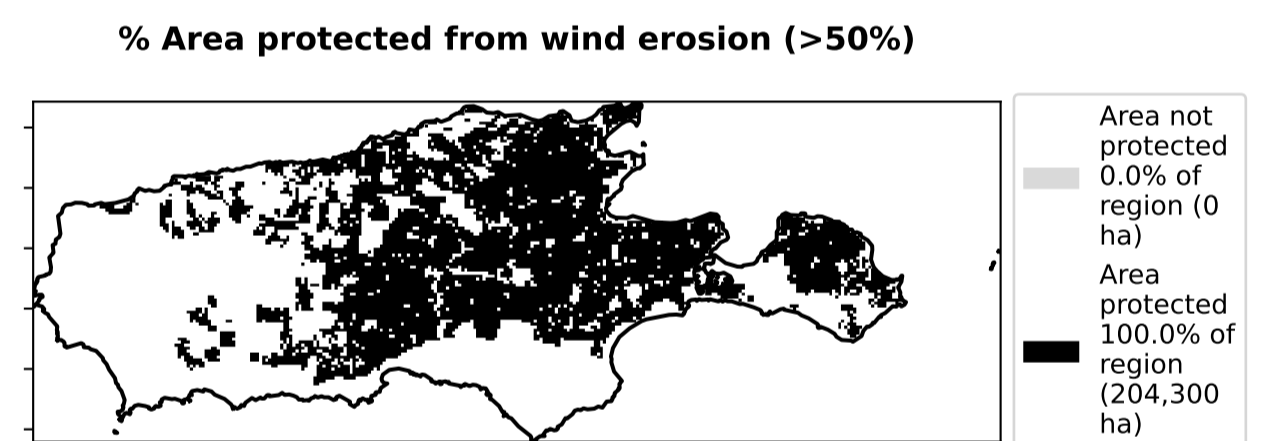 % Area protected from wind erosion (>50%)
Area not
protected
0.0% of
region (0
ha)
Area
protected
100.0% of
region
(204,300
ha)